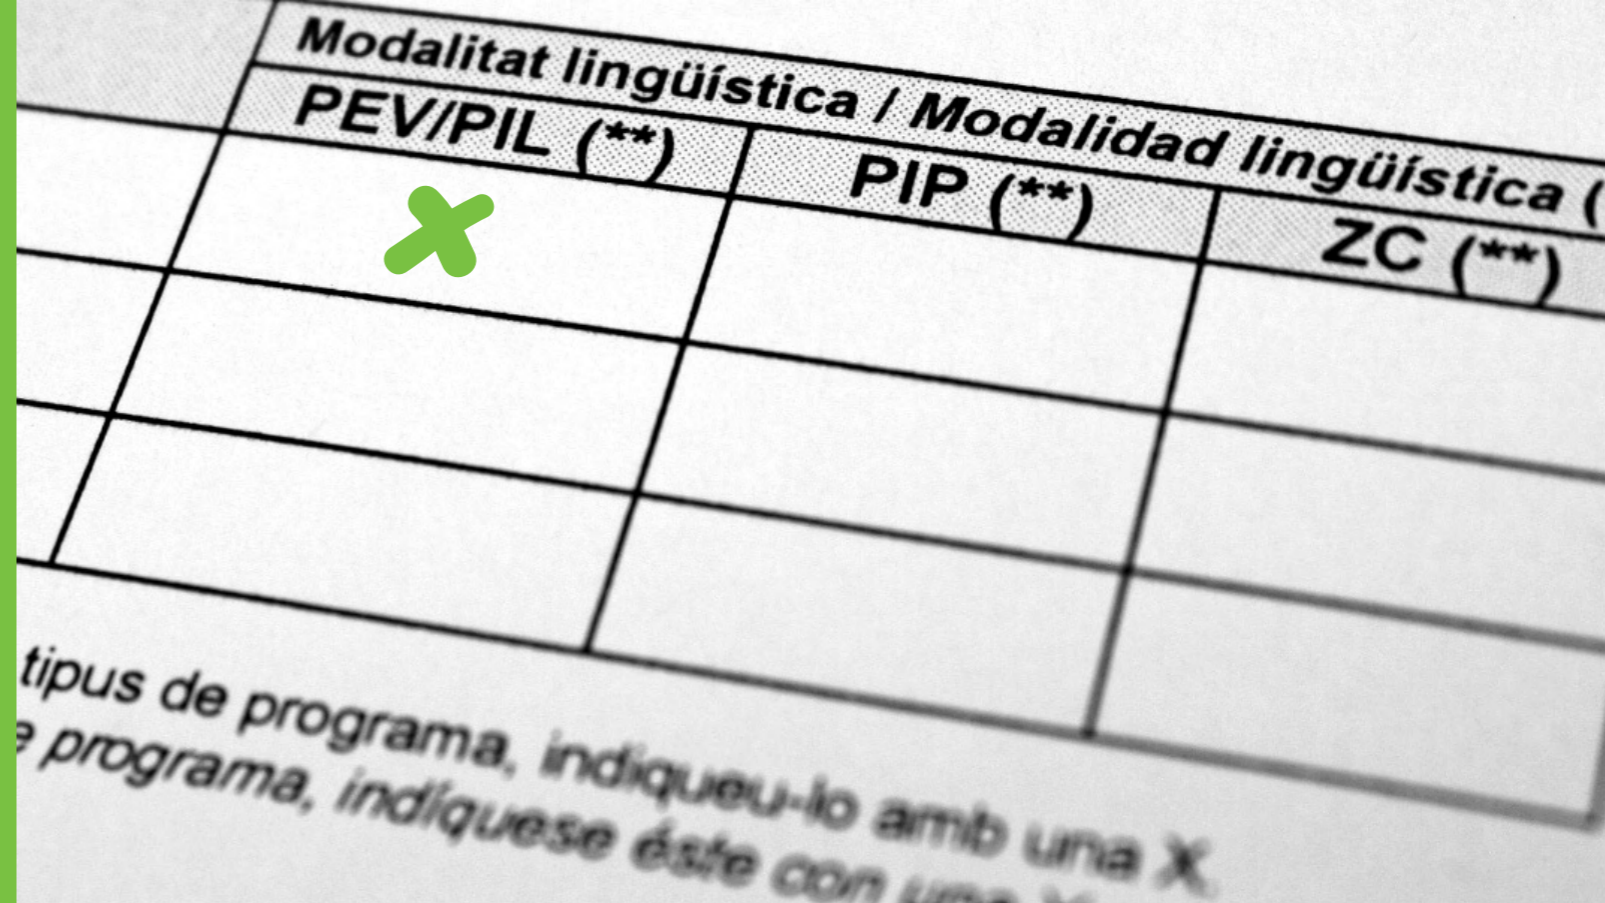 Modalitat lingüística / Modalidad lingüística (
PEV/PIL (**) PIP (**) ZC (**)
tipus de programa, indiqueu-lo amb una X.
e programa, indíquese éste con una X